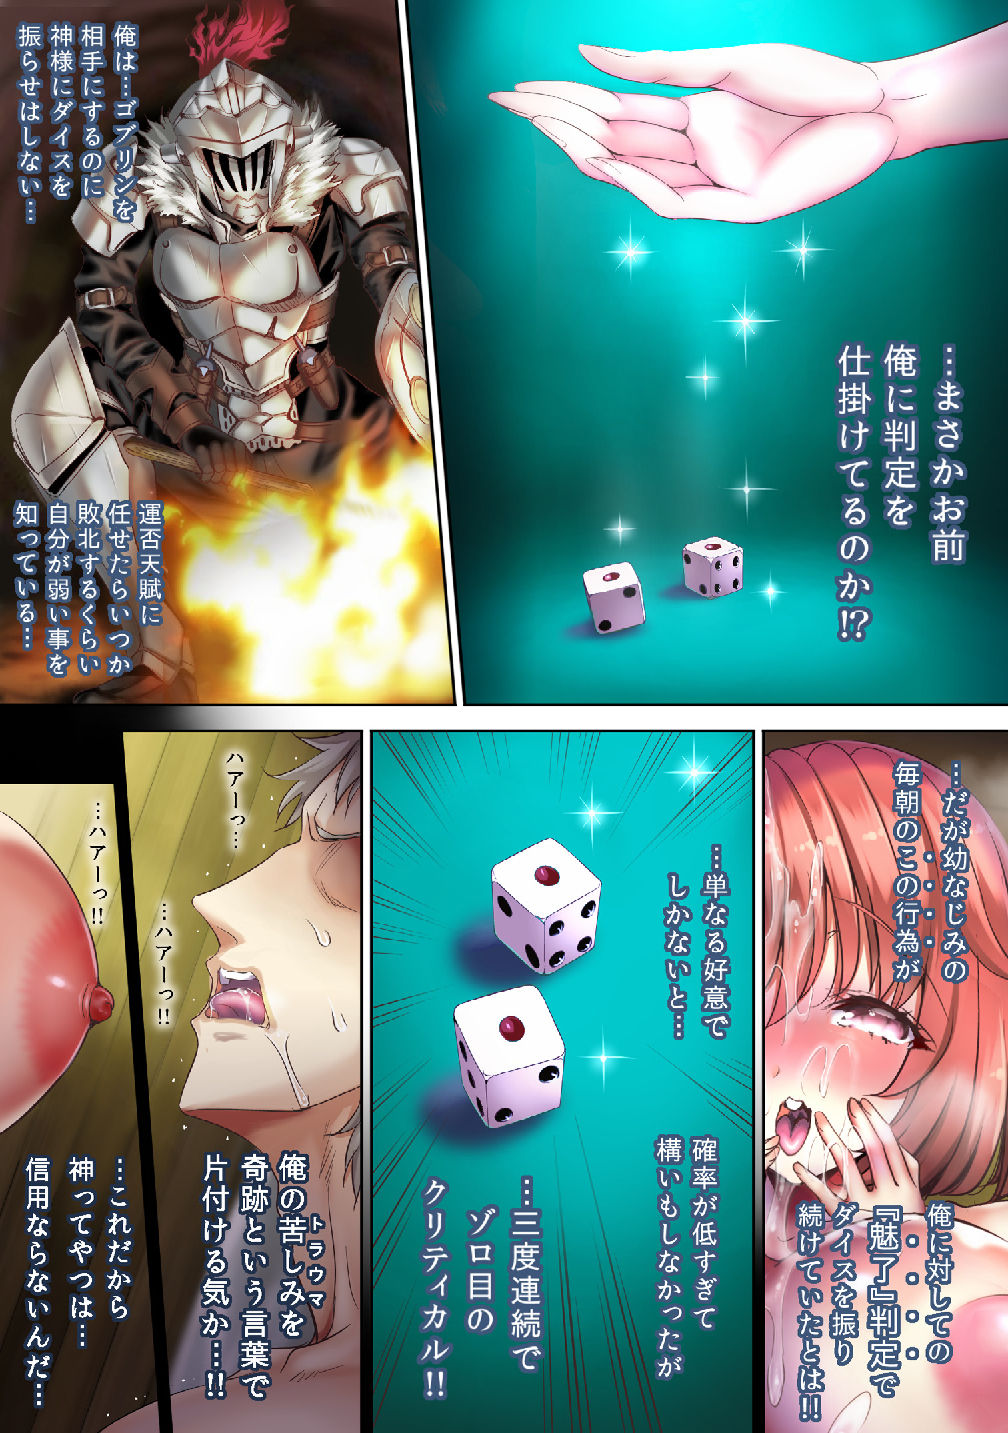 …まさかお前
俺に判定を
仕掛けてるのか!?
俺は…ゴブリンを
相手にするのに
神様にダイスを
振らせはしない…
運否天賦に
任せたらいつか
敗北するくらい
自分が弱い事を
知っている…
…だが幼なじみの
毎朝のこの行為が
俺に対しての
『魅了』判定で
ダイスを振り
続けていたとは!!
…単なる好意で
しかないと…
確率が低すぎて
構いもしなかったが
…三度連続で
ゾロ目の
クリティカル!!
ハアーっ…
…ハアーっ!!
…ハアーっ!!
俺の苦しみを
トラウマ
奇跡という言葉で
片付ける気か…!!
…これだから
神ってやつは…
信用ならないんだ…